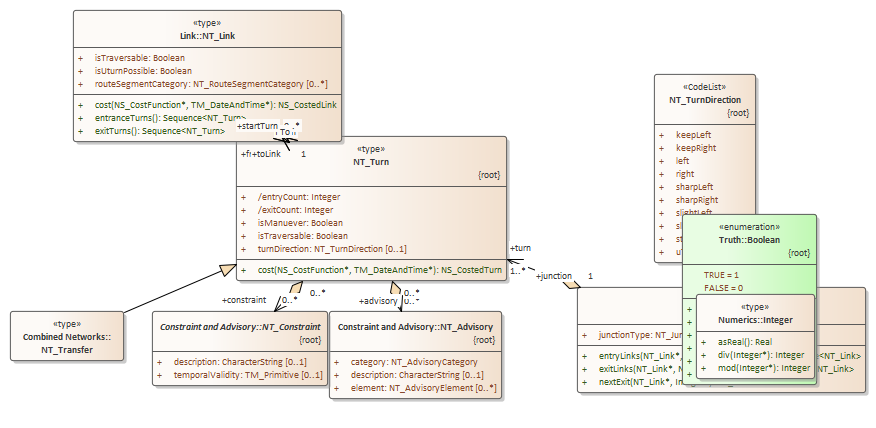 «type»
Link::NT_Link
+ isTraversable: Boolean
+ isUturnPossible: Boolean
+ routeSegmentCategory: NT_RouteSegmentCategory [0..*]
+ cost(NS_CostFunction*, TM_DateAndTime*): NS_CostedLink
+ entranceTurns(): Sequence<NT_Turn>
+ exitTurns(): Sequence<NT_Turn>
+startTurn 0..*
+toLink 1
«type»
NT_Turn
{root}
+ /entryCount: Integer
+ /exitCount: Integer
+ isManuever: Boolean
+ isTraversable: Boolean
+ turnDirection: NT_TurnDirection [0..1]
+ cost(NS_CostFunction*, TM_DateAndTime*): NS_CostedTurn
«CodeList»
NT_TurnDirection
{root}
+ keepLeft
+ keepRight
+ left
+ right
+ sharpLeft
+ sharpRight
+ slightLeft
«enumeration»
Truth::Boolean
{root}
TRUE = 1
FALSE = 0
+turn
1..*
+junction 1
+constraint 0..*
0..*
+advisory 0..*
0..*
«type»
Combined Networks::
NT_Transfer
Constraint and Advisory::NT_Constraint
{root}
+ description: CharacterString [0..1]
+ temporalValidity: TM_Primitive [0..1]
Constraint and Advisory::NT_Advisory
{root}
+ category: NT_AdvisoryCategory
+ description: CharacterString [0..1]
+ element: NT_AdvisoryElement [0..*]
+ junctionType: NT_Jun
+ entryLinks(NT_Link*,
<NT_Link>
+ exitLinks(NT_Link*,
NT_Link>
+ nextExit(NT_Link*,
«type»
Numerics::Integer
+ asReal(): Real
+ div(Integer*): Integer
+ mod(Integer*): Integer